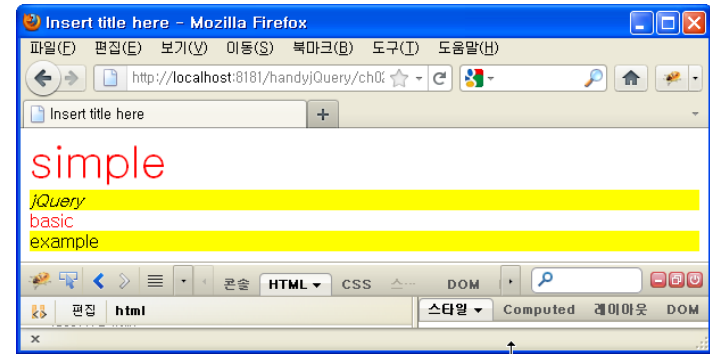 Insert title here - Mozilla Firefox
파일(F) 편집(E) 보기(V) 이동(S) 북마크(B) 도구(T) 도움말(H)
http://localhost:8181/handyjQuery/ch02
Insert title here
simple
jQuery
basic
example
콘솔 HTML CSS 스… DOM
편집 html
스타일 Computed 레이아웃 DOM